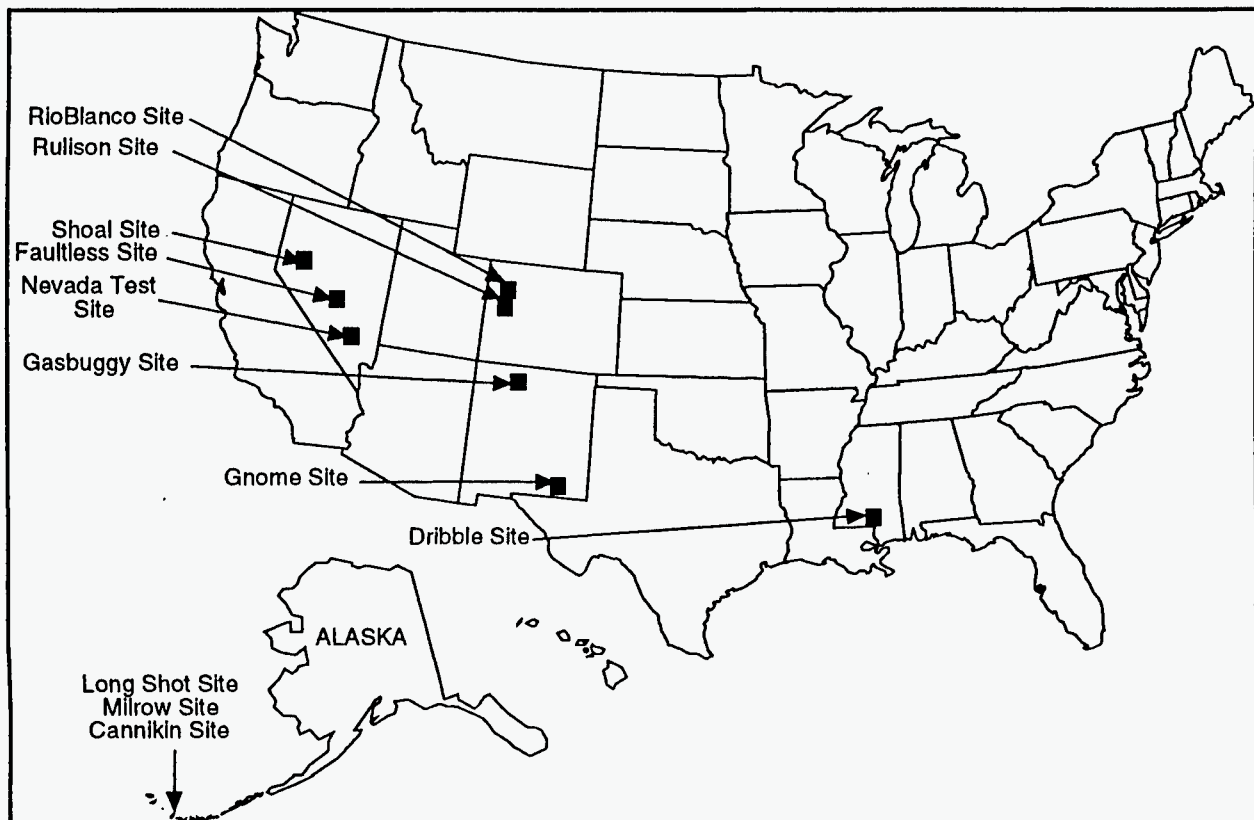 RioBlanco Site
Rulison Site
Shoal Site
Faultless Site
Nevada Test
Site
Gasbuggy Site
Gnome Site
Dribble Site
ALASKA
Long Shot Site
Milrow Site
Cannikin Site